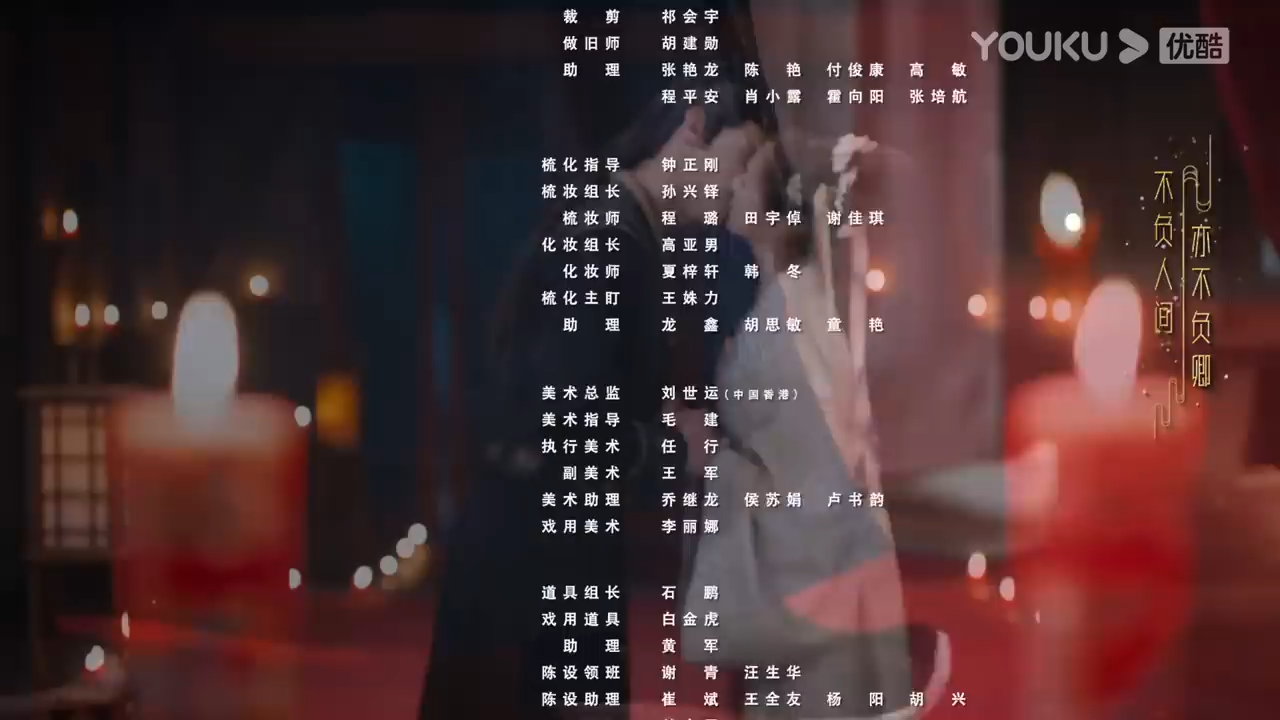 裁剪 祁会宇
做旧师 胡建勋
助理 张艳龙 陈艳 付俊康 高敏
程平安 肖小露 霍向阳 张培航
梳化指导 钟正刚
梳妆组长 孙兴铎
梳妆师 程璐 田宇倬 谢佳琪
化妆组长 高亚男
化妆师 夏梓轩 韩冬
梳化主盯 王姝力
助理 龙鑫 胡思敏 童艳
美术总监 刘世运(中国香港)
美术指导 毛建
执行美术 任行
副美术 王军
美术助理 乔继龙 侯苏娟 卢书韵
戏用美术 李丽娜
道具组长 石鹏
戏用道具 白金虎
助理 黄军
陈设领班 谢青 汪生华
陈设助理 崔斌 王全友 杨阳 胡兴
YOUKU 优酷
不负人间
亦不负卿